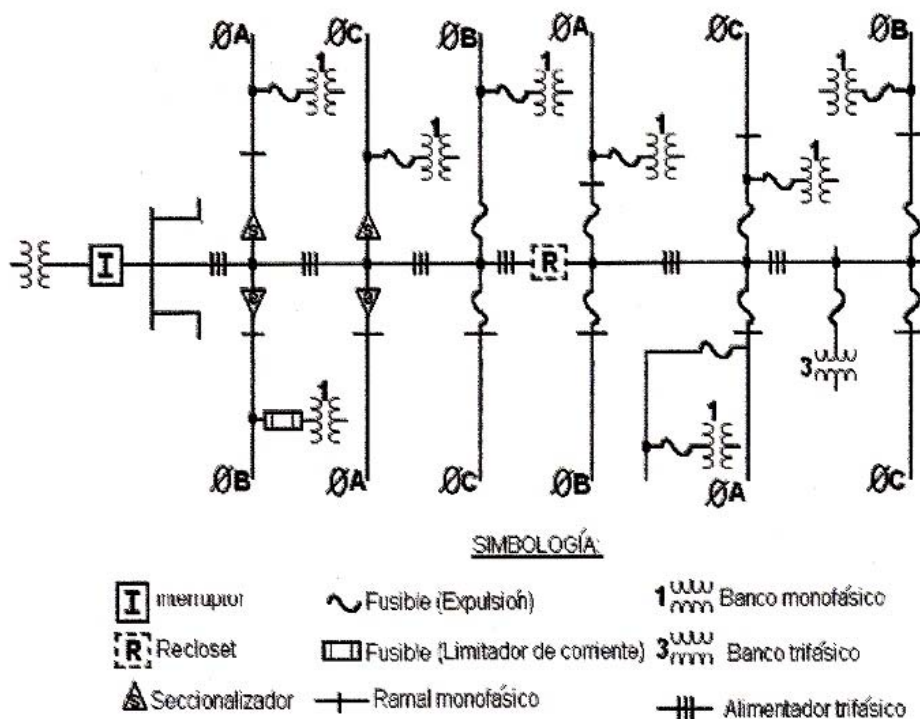 ØA ØC ØB ØA ØC ØB
1 1 1 1 1 1
I
S S
R
S S
1
3
1
ØB ØA ØC ØB ØA ØC
SIMBOLOGÍA:
I Interruptor
Fusible (Expulsión)
1 Banco monofásico
R Recloset
Fusible (Limitador de corriente)
3 Banco trifásico
S Seccionalizador
Ramal monofásico
Alimentador trifásico